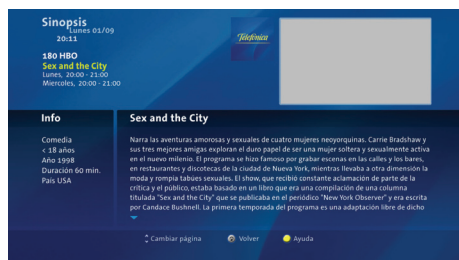 Sinopsis
Lunes 01/09
20:11
Telefónica
180 HBO
Sex and the City
Lunes, 20:00 - 21:00
Miercoles, 20:00 - 21:00
Info
Comedia
< 18 años
Año 1998
Duración 60 min.
País USA
Sex and the City
Narra las aventuras amorosas y sexuales de cuatro mujeres neoyorquinas. Carrie Bradshaw y
sus tres mejores amigas exploran el duro papel de ser una mujer soltera y sexualmente activa
en el nuevo milenio. El programa se hizo famoso por grabar escenas en las calles y los bares,
en restaurantes y discotecas de la ciudad de Nueva York, mientras llevaba a otra dimensión la
moda y rompia tabúes sexuales. El show, que recibió constante aclamación de parte de la
crítica y el público, estaba basado en un libro que era una compilación de una columna
titulada "Sex and the City" que se publicaba en el periódico "New York Observer" y era escrita
por Candace Bushnell. La primera temporada del programa es una adaptación libre de dicho
Cambiar página
Volver
Ayuda